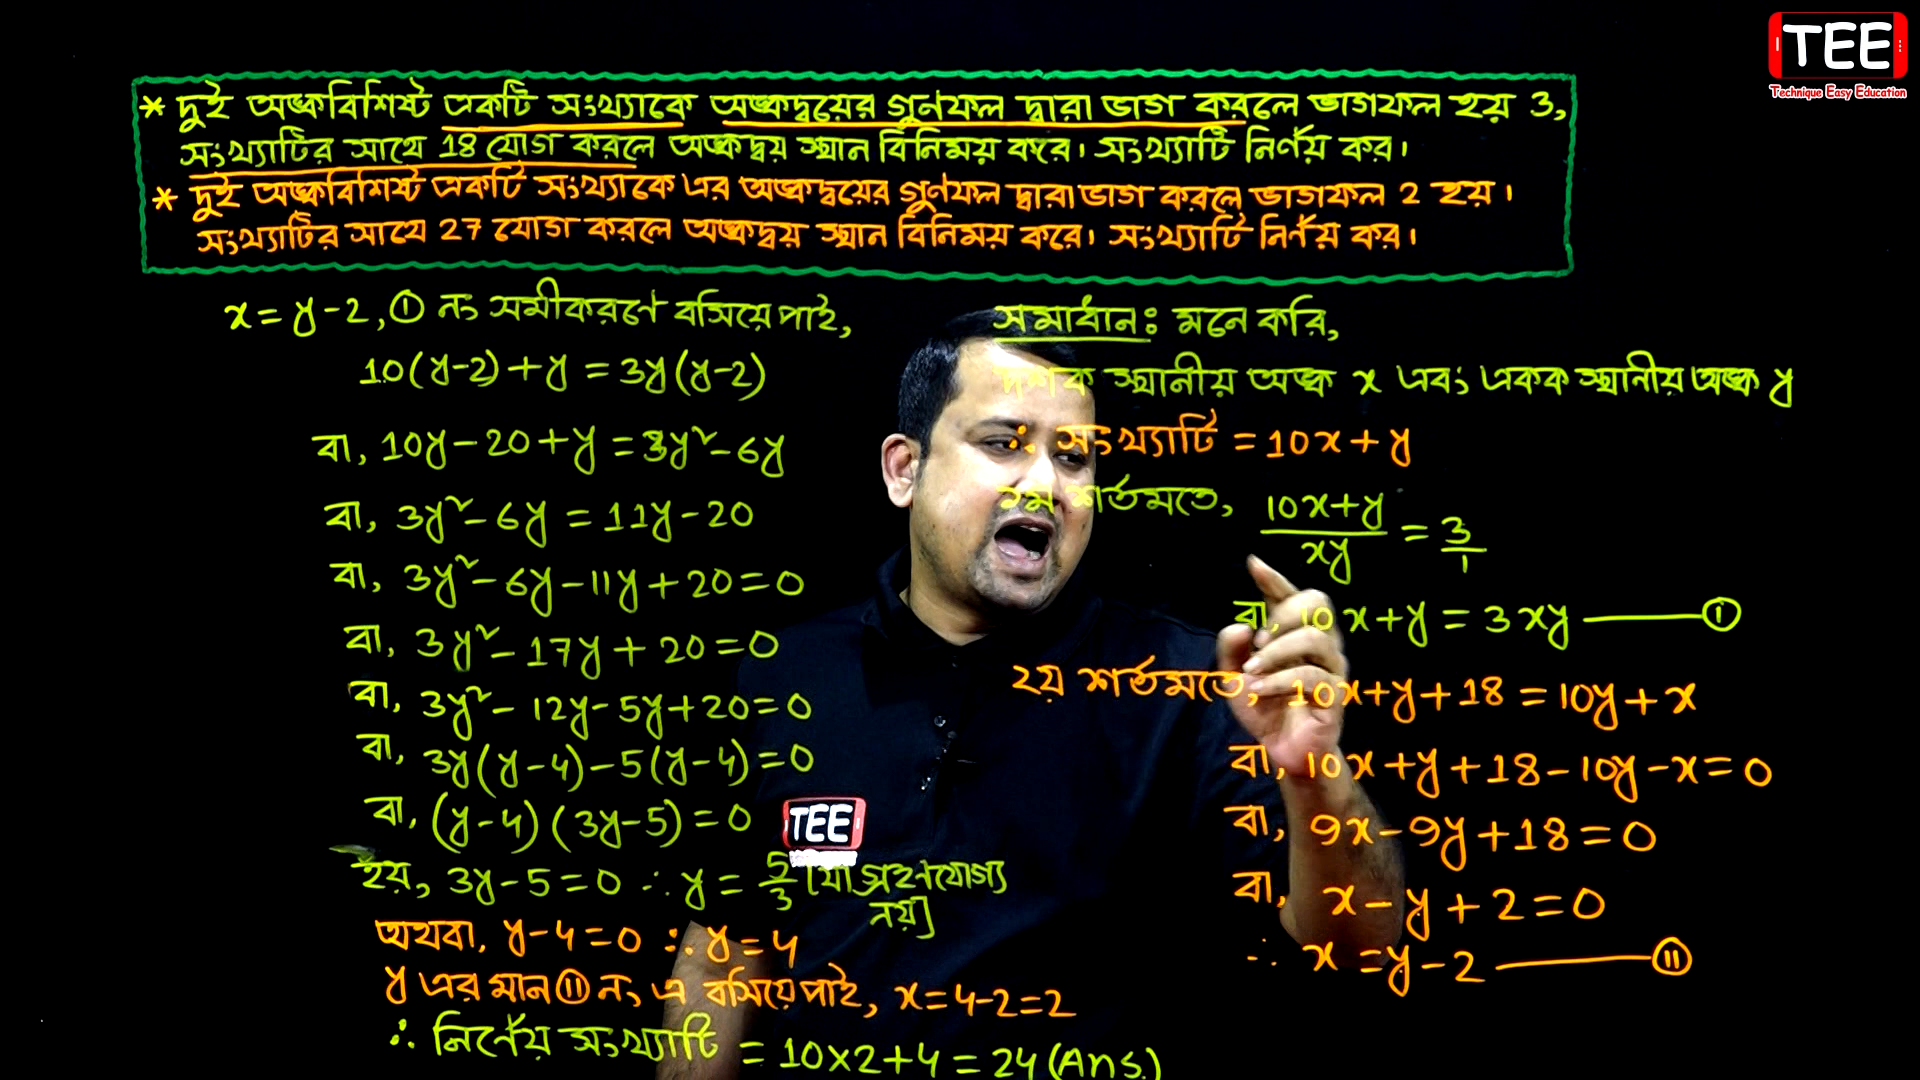 TEE
Technique Easy Education
* দুই অঙ্কবিশিষ্ট একটি সংখ্যাকে অঙ্কদ্বয়ের গুণফল দ্বারা ভাগ করলে ভাগফল হয় 3,
সংখ্যাটির সাথে 18 যোগ করলে অঙ্কদ্বয় স্থান বিনিময় করে। সংখ্যাটি নির্ণয় কর।
* দুই অঙ্কবিশিষ্ট একটি সংখ্যাকে এর অঙ্কদ্বয়ের গুণফল দ্বারা ভাগ করলে ভাগফল 2 হয়।
সংখ্যাটির সাথে 27 যোগ করলে অঙ্কদ্বয় স্থান বিনিময় করে। সংখ্যাটি নির্ণয় কর।
সমাধান: মনে করি,
দশক স্থানীয় অঙ্ক x এবং একক স্থানীয় অঙ্ক y
∴ সংখ্যাটি = 10x + y
১ম শর্তমতে, (10x+y)/xy = 3/1
বা, 10x+y = 3xy —— (i)
২য় শর্তমতে, 10x+y+18 = 10y+x
বা, 10x+y+18-10y-x=0
বা, 9x-9y+18=0
বা, x-y+2=0
∴ x = y-2 —— (ii)
x = y-2, (i) নং সমীকরণে বসিয়ে পাই,
10(y-2)+y = 3y(y-2)
বা, 10y-20+y = 3y²-6y
বা, 3y²-6y = 11y-20
বা, 3y²-6y-11y+20=0
বা, 3y²-17y+20=0
বা, 3y²-12y-5y+20=0
বা, 3y(y-4)-5(y-4)=0
বা, (y-4)(3y-5)=0
হয়, 3y-5=0 ∴ y = 5/3 [যা গ্রহণযোগ্য
নয়]
অথবা, y-4=0 ∴ y=4
y এর মান (ii) নং এ বসিয়ে পাই, x=4-2=2
∴ নির্ণেয় সংখ্যাটি = 10×2+4 = 24 (Ans.)
TEE